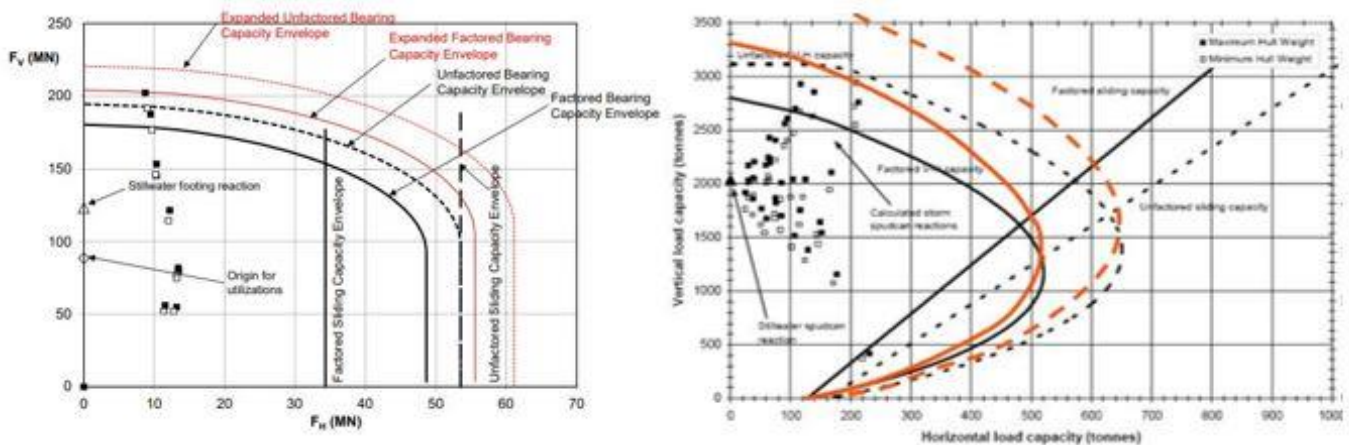 250
200
150
100
50
0
F_V (MN)
0
10
20
30
40
50
60
70
F_H (MN)
Expanded Unfactored Bearing
Capacity Envelope
Expanded Factored Bearing
Capacity Envelope
Unfactored Bearing
Capacity Envelope
Factored Bearing
Capacity Envelope
Stillwater footing reaction
Origin for
utilizations
Factored Sliding Capacity Envelope
Unfactored Sliding Capacity Envelope
3500
3000
2500
2000
1500
1000
500
0
Vertical load capacity (tonnes)
0
100
200
300
400
500
600
700
800
900
Horizontal load capacity (tonnes)
Maximum Hull Weight
Minimum Hull Weight
Unfactored capacity
Factored sliding capacity
Factored capacity
Calculated storm
spudcan reactions
Unfactored sliding capacity
Stillwater spudcan
reaction